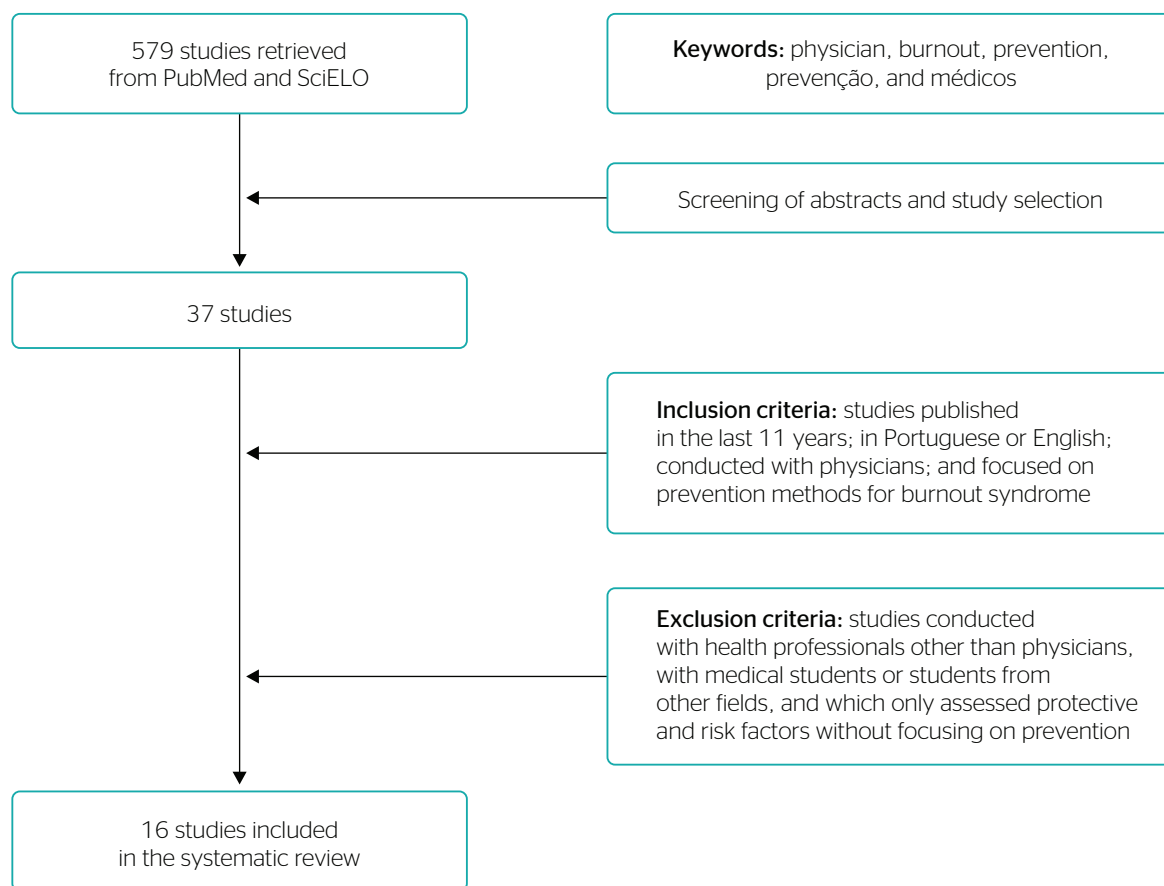 579 studies retrieved
from PubMed and SciELO
Keywords: physician, burnout, prevention,
prevenção, and médicos
Screening of abstracts and study selection
37 studies
Inclusion criteria: studies published
in the last 11 years; in Portuguese or English;
conducted with physicians; and focused on
prevention methods for burnout syndrome
Exclusion criteria: studies conducted
with health professionals other than physicians,
with medical students or students from
other fields, and which only assessed protective
and risk factors without focusing on prevention
16 studies included
in the systematic review